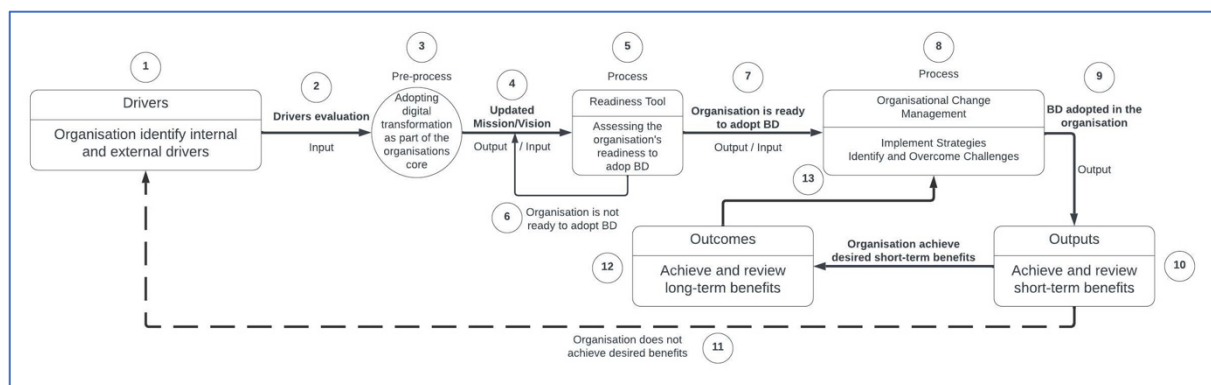 1
Drivers
Organisation identify internal
and external drivers
2
Drivers evaluation
Input
3
Pre-process
Adopting
digital
transformation
as part of the
organisations
core
4
Updated
Mission/Vision
Output / Input
5
Process
Readiness Tool
Assessing the
organisation's
readiness to
adop BD
6
Organisation is not
ready to adopt BD
7
Organisation is ready
to adopt BD
Output / Input
8
Process
Organisational Change
Management
Implement Strategies
Identify and Overcome Challenges
9
BD adopted in the
organisation
Output
10
Outputs
Achieve and review
short-term benefits
Organisation achieve
desired short-term benefits
11
Organisation does not
achieve desired benefits
12
Outcomes
Achieve and review
long-term benefits
13